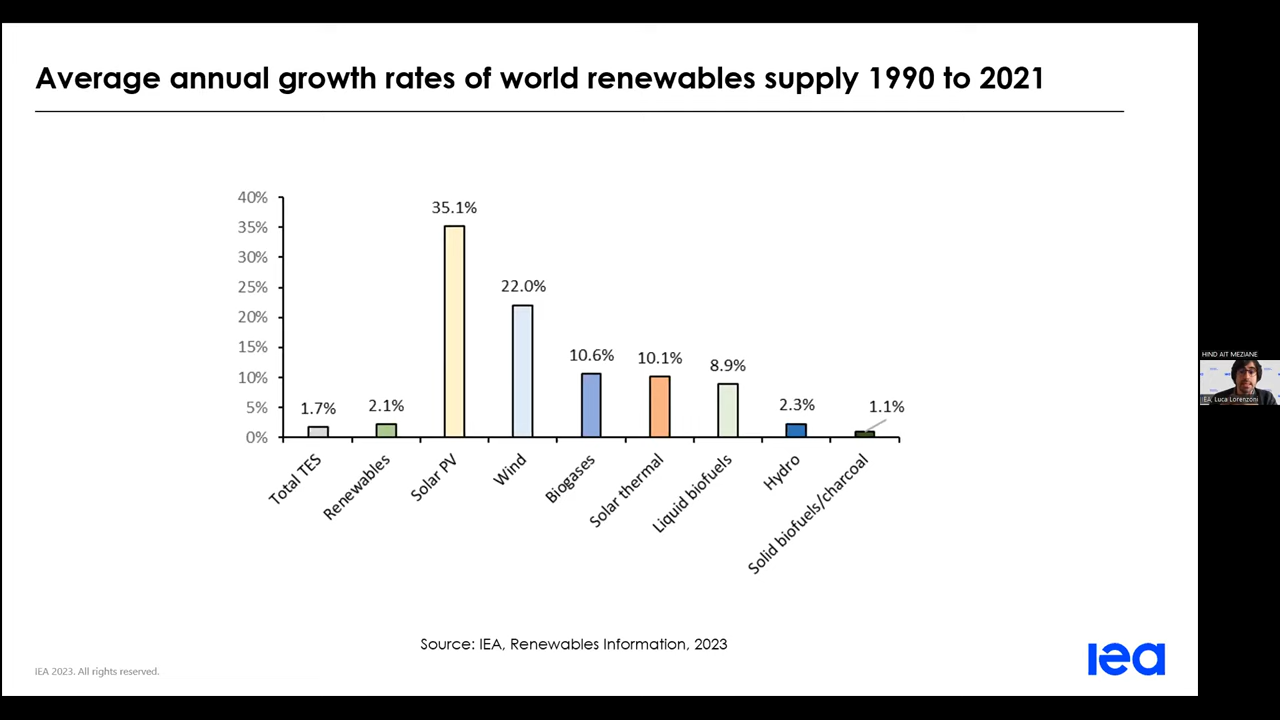 Average annual growth rates of world renewables supply 1990 to 2021
40%
35%
30%
25%
20%
15%
10%
5%
0%
1.7%
2.1%
35.1%
22.0%
10.6%
10.1%
8.9%
2.3%
1.1%
Total TES
Renewables
Solar PV
Wind
Biogases
Solar thermal
Liquid biofuels
Hydro
Solid biofuels/charcoal
Source: IEA, Renewables Information, 2023
IEA 2023. All rights reserved.
iea
HIND AIT MEZIANE
IEA, Luca Lorenzoni